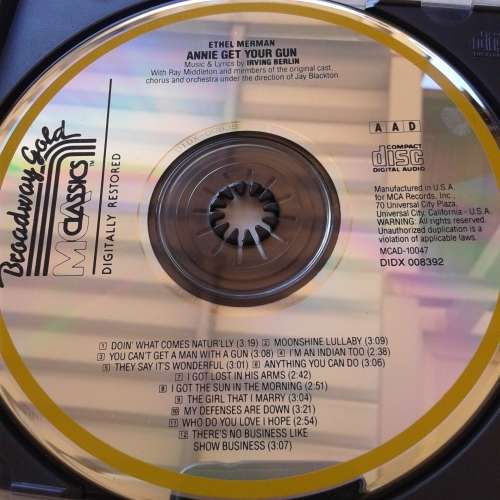 ETHEL MERMAN
ANNIE GET YOUR GUN
Music & Lyrics by IRVING BERLIN
With Ray Middleton and members of the original cast,
chorus and orchestra under the direction of Jay Blackton
Broadway Gold
MCA CLASSICS™
DIGITALLY RESTORED
A A D
COMPACT
disc
DIGITAL AUDIO
Manufactured in U.S.A.
for MCA Records, Inc.,
70 Universal City Plaza,
Universal City, California - U.S.A.
WARNING: All rights reserved.
Unauthorized duplication is a
violation of applicable laws.
MCAD-10047
DIDX 008392
1 DOIN' WHAT COMES NATUR'LLY (3:19) 2 MOONSHINE LULLABY (3:09)
3 YOU CAN'T GET A MAN WITH A GUN (3:08) 4 I'M AN INDIAN TOO (2:38)
5 THEY SAY IT'S WONDERFUL (3:01) 6 ANYTHING YOU CAN DO (3:06)
7 I GOT LOST IN HIS ARMS (2:42)
8 I GOT THE SUN IN THE MORNING (2:51)
9 THE GIRL THAT I MARRY (3:04)
10 MY DEFENSES ARE DOWN (3:21)
11 WHO DO YOU LOVE I HOPE (2:54)
12 THERE'S NO BUSINESS LIKE
SHOW BUSINESS (3:07)